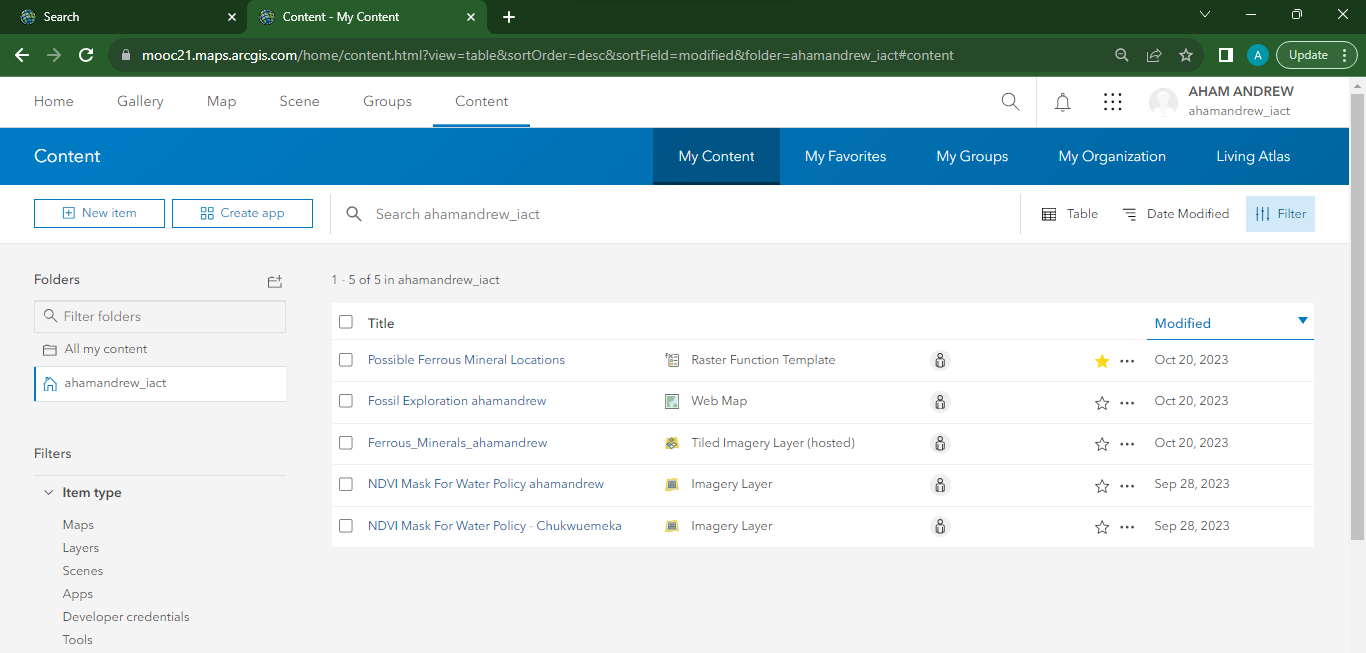 Search
Content - My Content
mooc21.maps.arcgis.com/home/content.html?view=table&sortOrder=desc&sortField=modified&folder=ahamandrew_iact#content
A
Update
Home Gallery Map Scene Groups Content
AHAM ANDREW
ahamandrew_iact
Content
My Content My Favorites My Groups My Organization Living Atlas
New item Create app Search ahamandrew_iact Table Date Modified Filter
Folders
1 - 5 of 5 in ahamandrew_iact
Filter folders
All my content
ahamandrew_iact
Title Modified
Possible Ferrous Mineral Locations Raster Function Template Oct 20, 2023
Fossil Exploration ahamandrew Web Map Oct 20, 2023
Ferrous_Minerals_ahamandrew Tiled Imagery Layer (hosted) Oct 20, 2023
NDVI Mask For Water Policy ahamandrew Imagery Layer Sep 28, 2023
NDVI Mask For Water Policy - Chukwuemeka Imagery Layer Sep 28, 2023
Filters
Item type
Maps
Layers
Scenes
Apps
Developer credentials
Tools